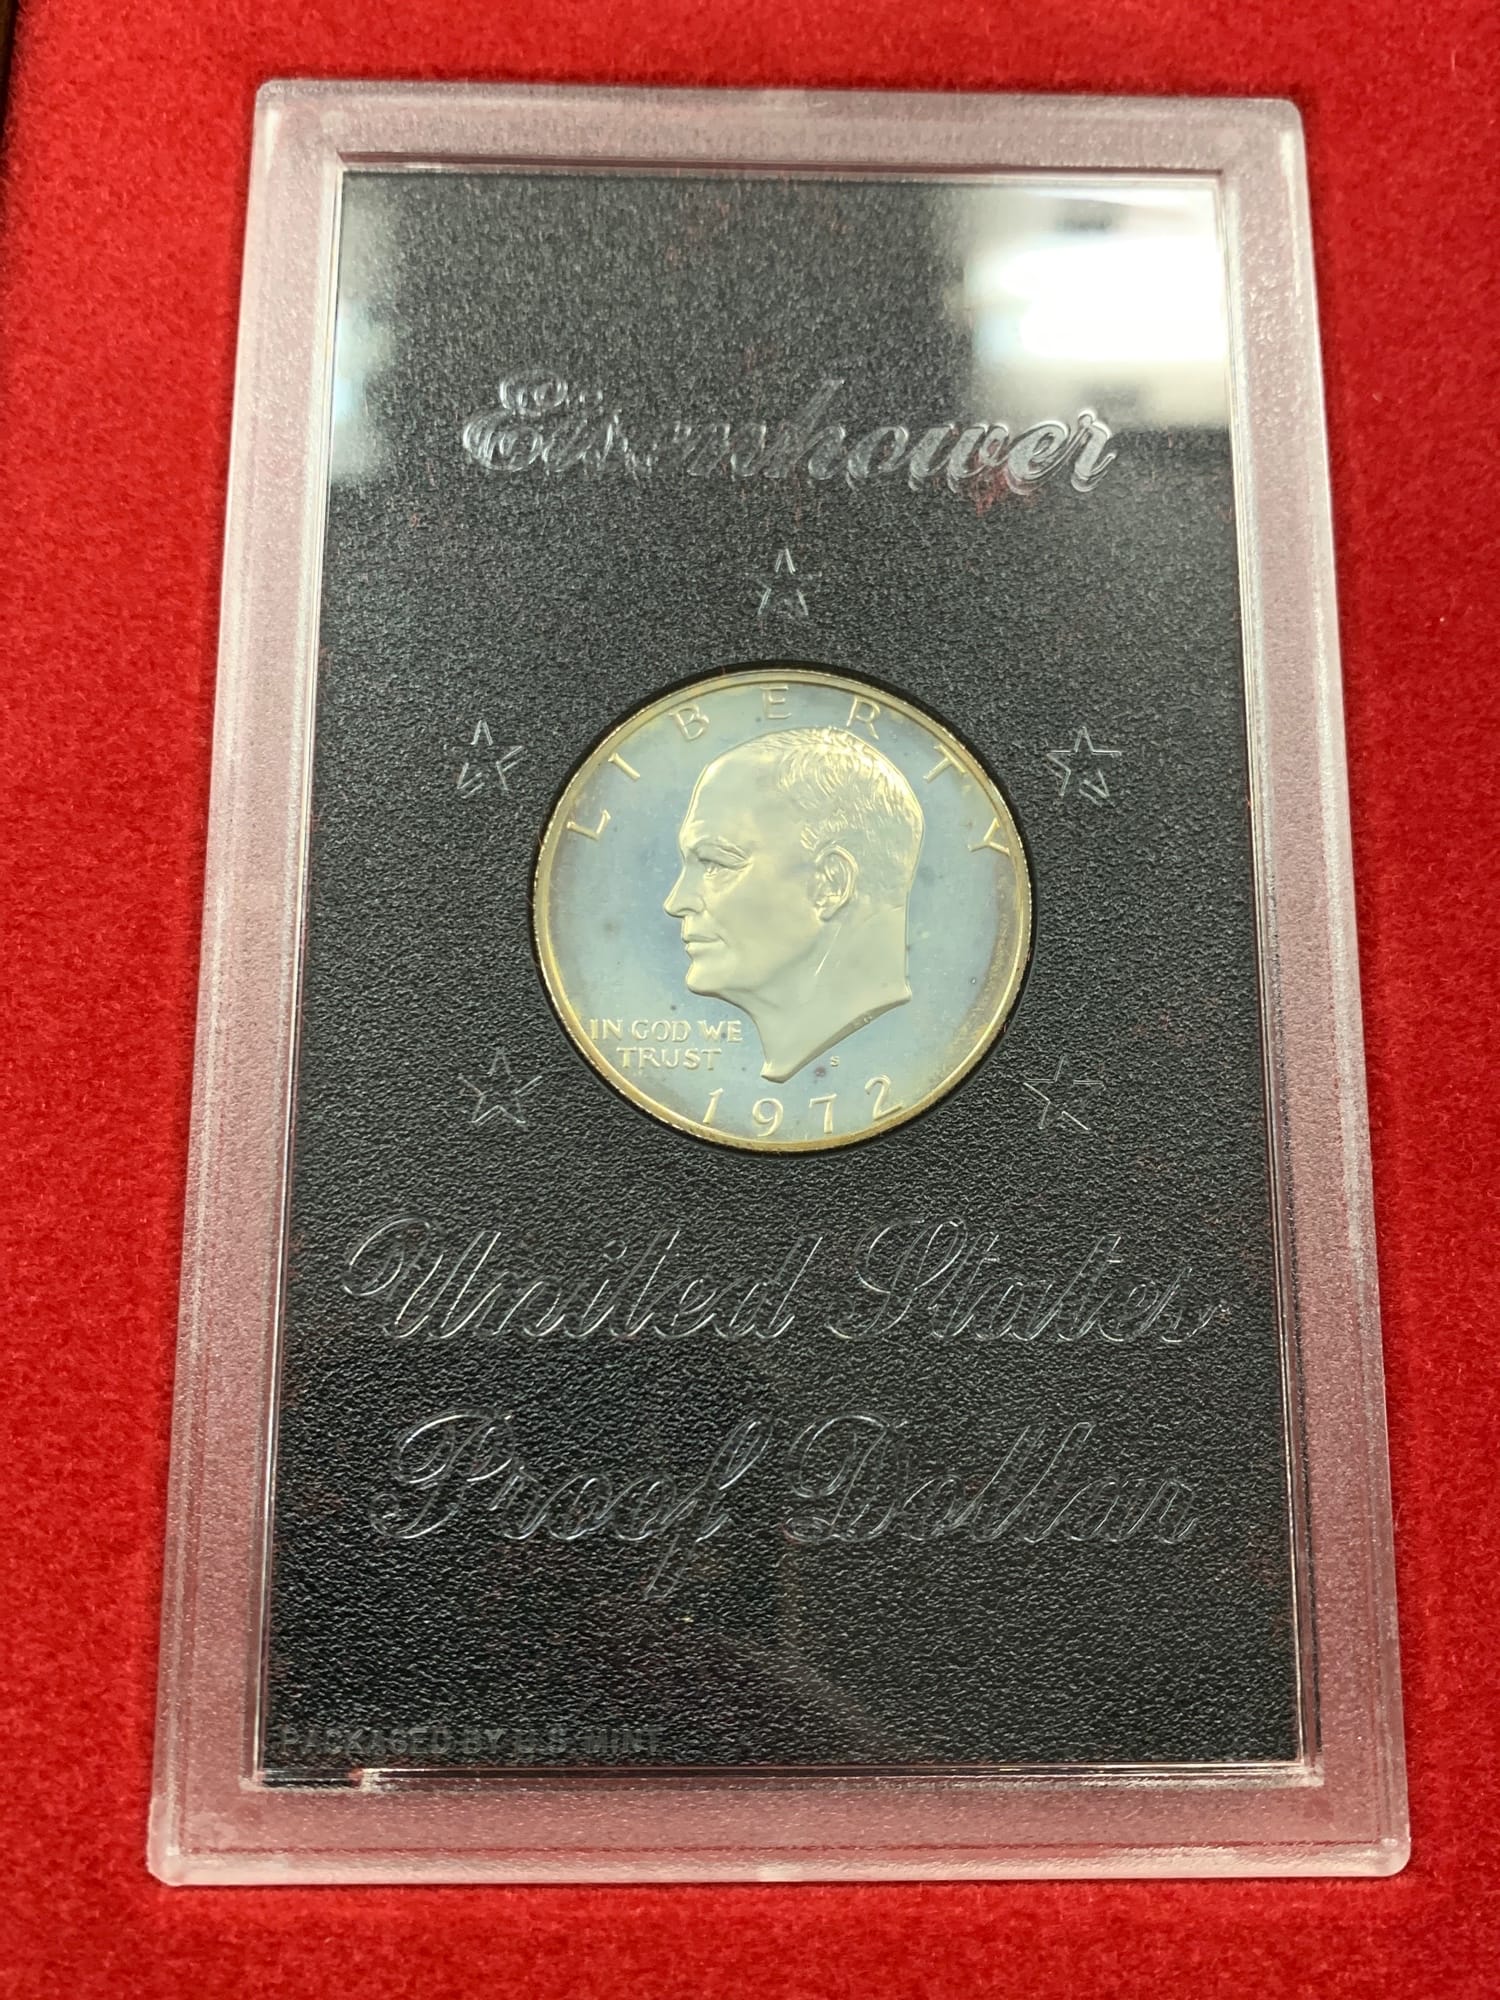 Eisenhower
LIBERTY
IN GOD WE
TRUST
S
1972
United States
Proof Dollar
PACKAGED BY U.S. MINT